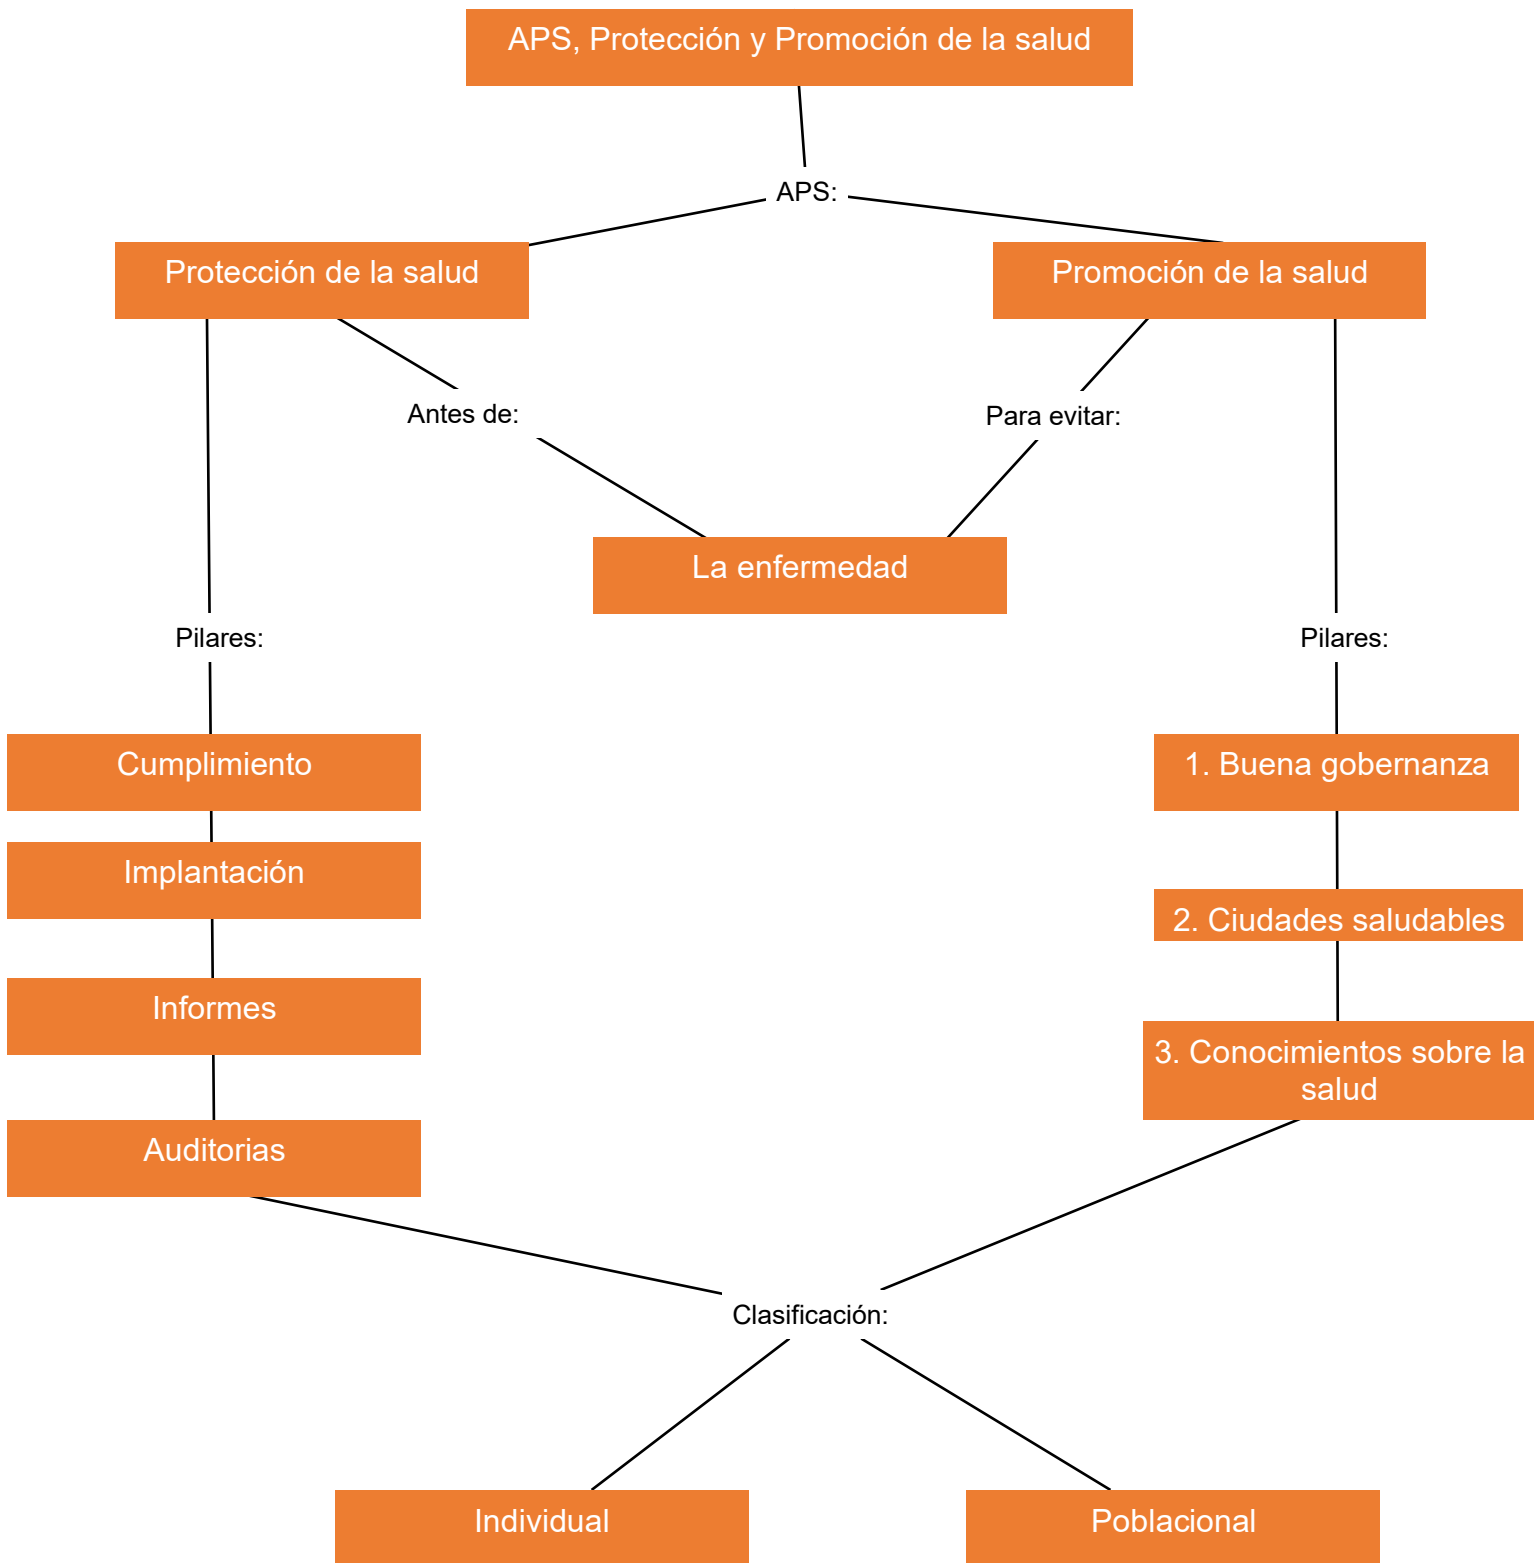 APS, Protección y Promoción de la salud
APS:
Protección de la salud
Promoción de la salud
Antes de:
Para evitar:
La enfermedad
Pilares:
Pilares:
Cumplimiento
1. Buena gobernanza
Implantación
2. Ciudades saludables
Informes
3. Conocimientos sobre la
salud
Auditorias
Clasificación:
Individual
Poblacional